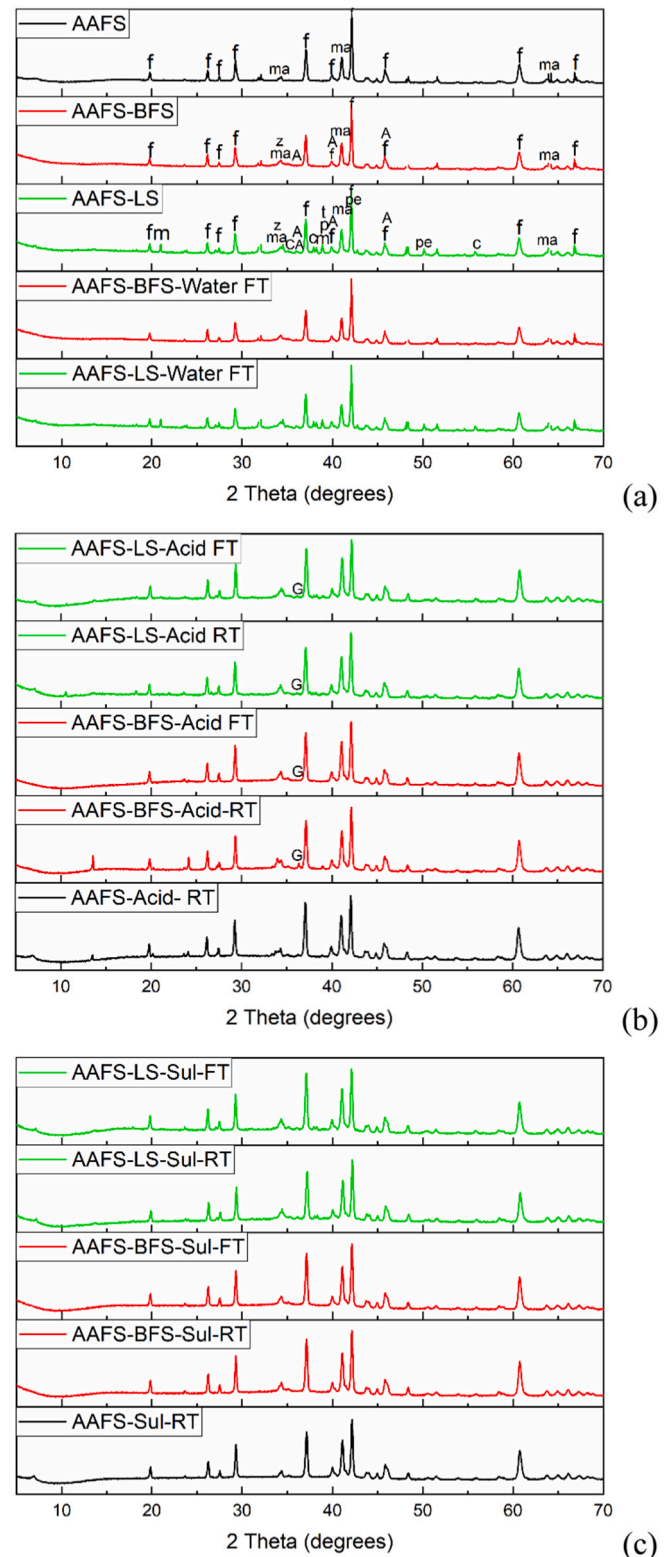 AAFS
f
f
f
f
ma
f
f
ma
f
f
f
ma
f
AAFS-BFS
f
f
f
f
z
ma
A
f
A
f
ma
f
A
f
f
ma
f
AAFS-LS
f
m
f
f
f
z
ma
C
A
A
f
c
t
p
m
A
f
ma
f
pe
A
f
pe
c
f
ma
f
AAFS-BFS-Water FT
AAFS-LS-Water FT
10 20 30 40 50 60 70
2 Theta (degrees)
(a)
AAFS-LS-Acid FT
G
AAFS-LS-Acid RT
G
AAFS-BFS-Acid FT
G
AAFS-BFS-Acid-RT
G
AAFS-Acid- RT
10 20 30 40 50 60 70
2 Theta (degrees)
(b)
AAFS-LS-Sul-FT
AAFS-LS-Sul-RT
AAFS-BFS-Sul-FT
AAFS-BFS-Sul-RT
AAFS-Sul-RT
10 20 30 40 50 60 70
2 Theta (degrees)
(c)